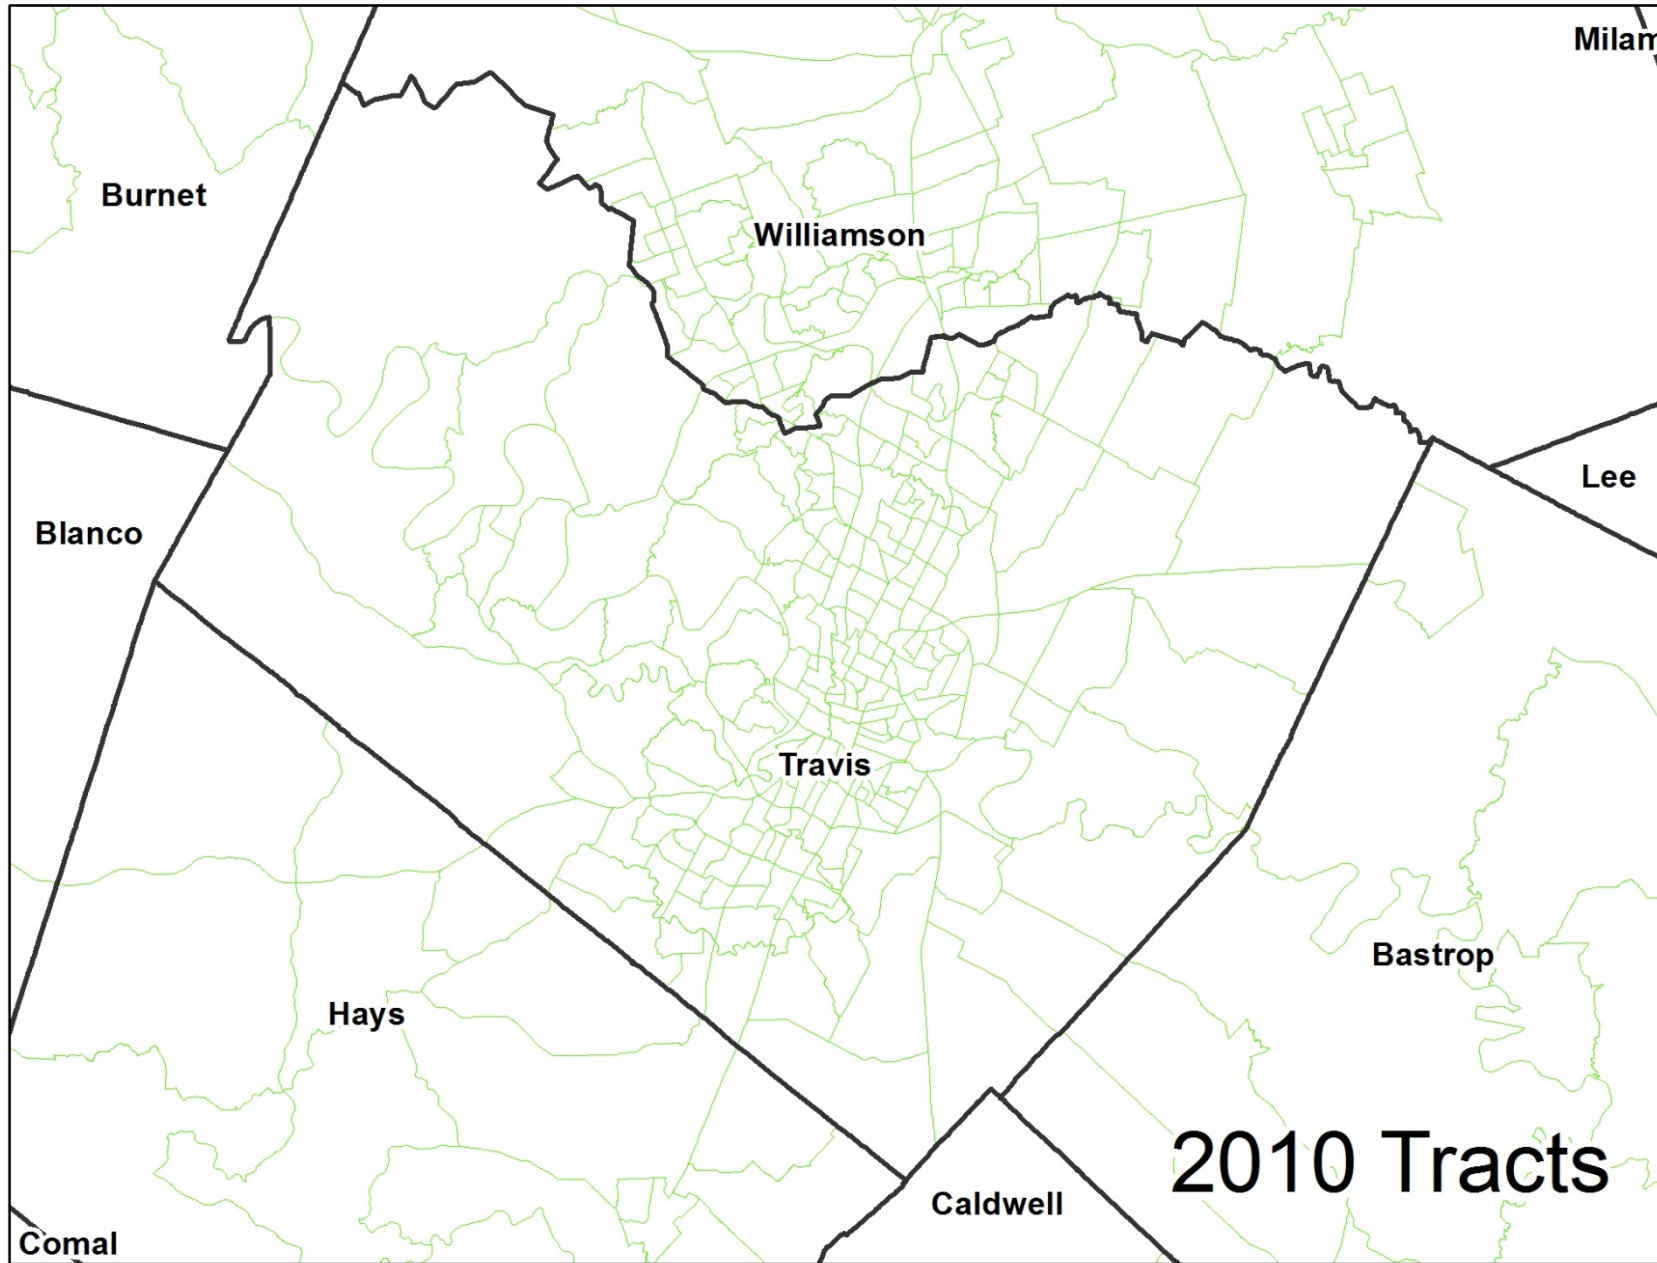 Milam
Burnet
Williamson
Lee
Blanco
Travis
Bastrop
Hays
2010 Tracts
Caldwell
Comal